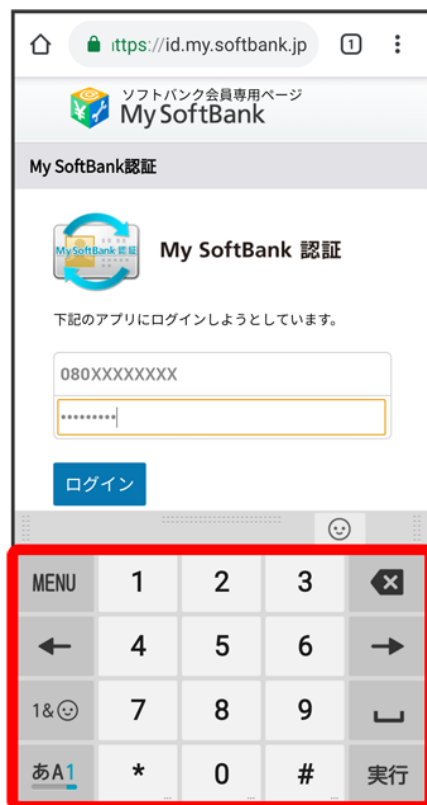 https://id.my.softbank.jp
1
ソフトバンク会員専用ページ
My SoftBank
My SoftBank認証
My SoftBank 認証
My SoftBank 認証
下記のアプリにログインしようとしています。
080XXXXXXXX
•••••••••
ログイン
MENU 1 2 3
4 5 6
1& 7 8 9
あA1 * 0 # 実行